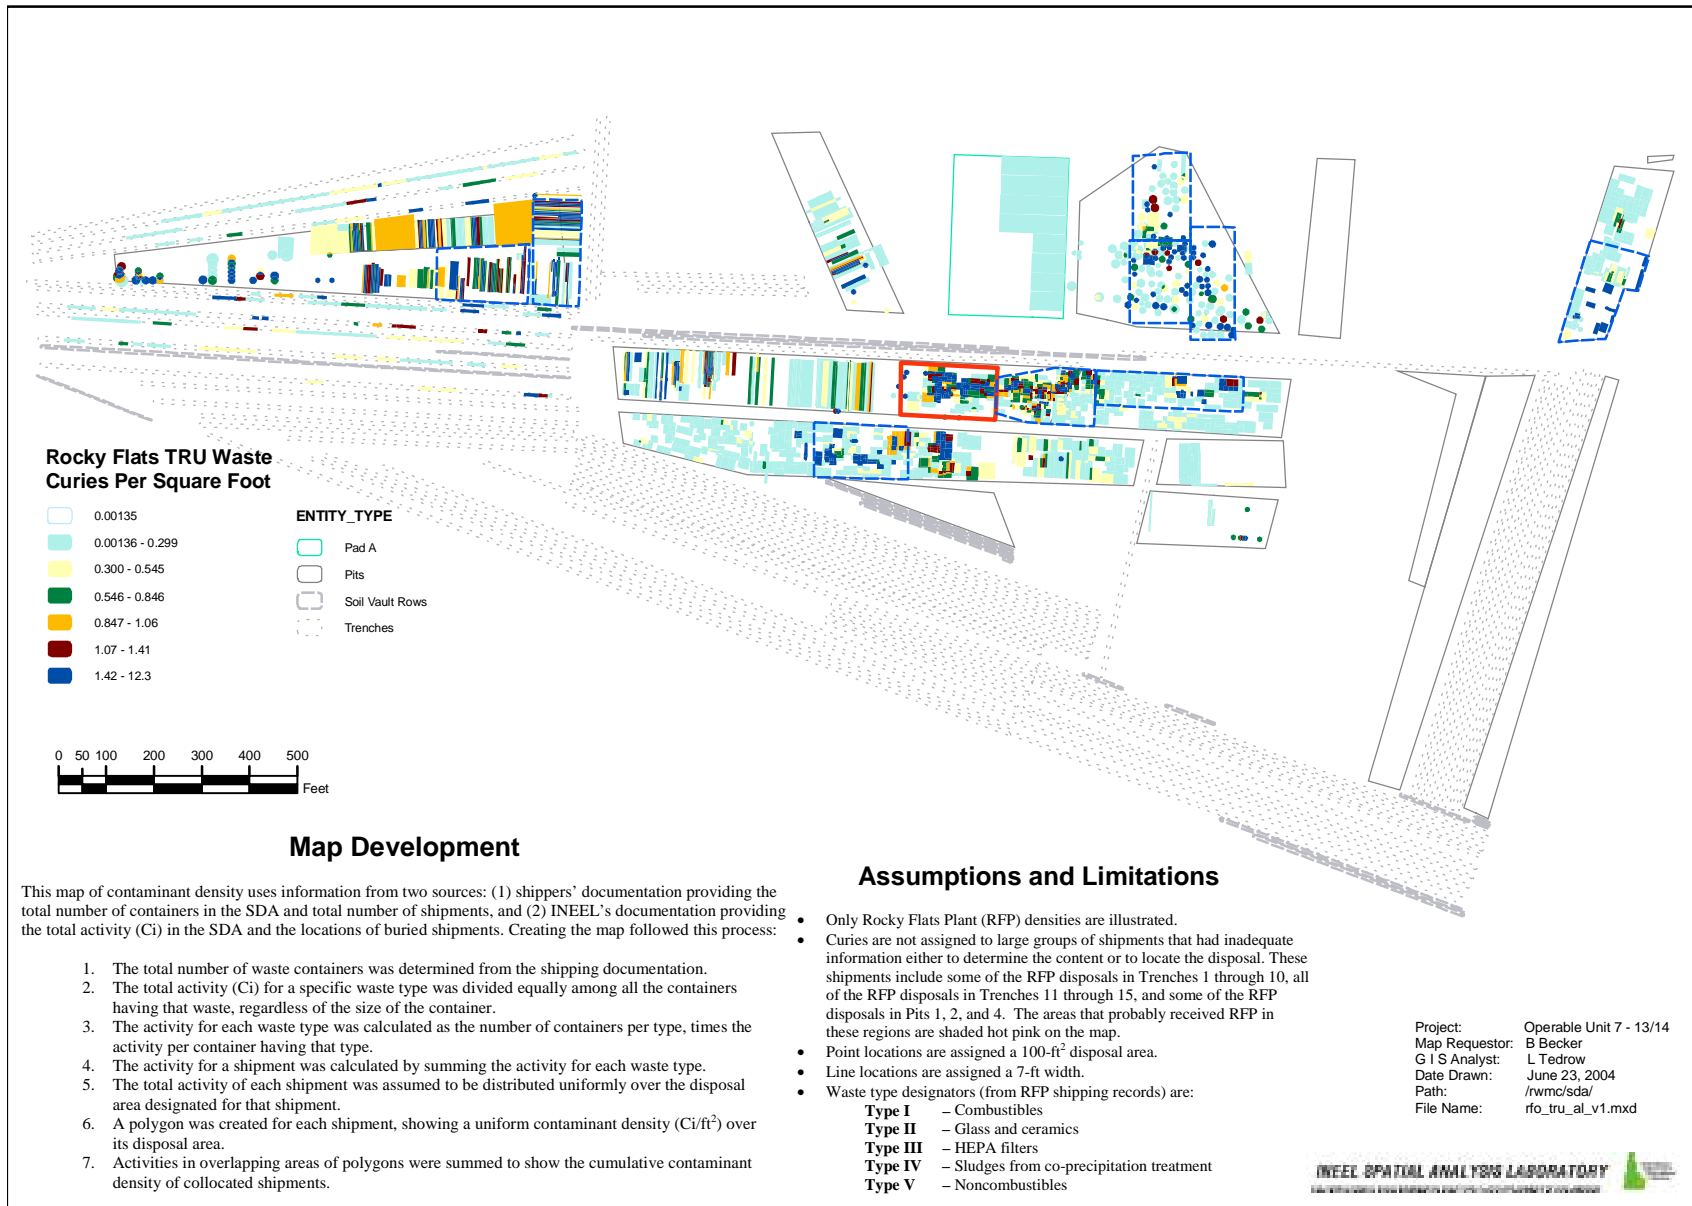 Rocky Flats TRU Waste
Curies Per Square Foot
0.00135
0.00136 - 0.299
0.300 - 0.545
0.546 - 0.846
0.847 - 1.06
1.07 - 1.41
1.42 - 12.3
ENTITY_TYPE
Pad A
Pits
Soil Vault Rows
Trenches
0 50 100 200 300 400 500
Feet
Map Development
This map of contaminant density uses information from two sources: (1) shippers' documentation providing the
total number of containers in the SDA and total number of shipments, and (2) INEEL's documentation providing
the total activity (Ci) in the SDA and the locations of buried shipments. Creating the map followed this process:
1. The total number of waste containers was determined from the shipping documentation.
2. The total activity (Ci) for a specific waste type was divided equally among all the containers
having that waste, regardless of the size of the container.
3. The activity for each waste type was calculated as the number of containers per type, times the
activity per container having that type.
4. The activity for a shipment was calculated by summing the activity for each waste type.
5. The total activity of each shipment was assumed to be distributed uniformly over the disposal
area designated for that shipment.
6. A polygon was created for each shipment, showing a uniform contaminant density (Ci/ft²) over
its disposal area.
7. Activities in overlapping areas of polygons were summed to show the cumulative contaminant
density of collocated shipments.
Assumptions and Limitations
• Only Rocky Flats Plant (RFP) densities are illustrated.
• Curies are not assigned to large groups of shipments that had inadequate
information either to determine the content or to locate the disposal. These
shipments include some of the RFP disposals in Trenches 1 through 10, all
of the RFP disposals in Trenches 11 through 15, and some of the RFP
disposals in Pits 1, 2, and 4. The areas that probably received RFP in
these regions are shaded hot pink on the map.
• Point locations are assigned a 100-ft² disposal area.
• Line locations are assigned a 7-ft width.
• Waste type designators (from RFP shipping records) are:
Type I – Combustibles
Type II – Glass and ceramics
Type III – HEPA filters
Type IV – Sludges from co-precipitation treatment
Type V – Noncombustibles
Project: Operable Unit 7 - 13/14
Map Requestor: B Becker
G I S Analyst: L Tedrow
Date Drawn: June 23, 2004
Path: /rwmc/sda/
File Name: rfo_tru_al_v1.mxd
INEEL SPATIAL ANALYSIS LABORATORY